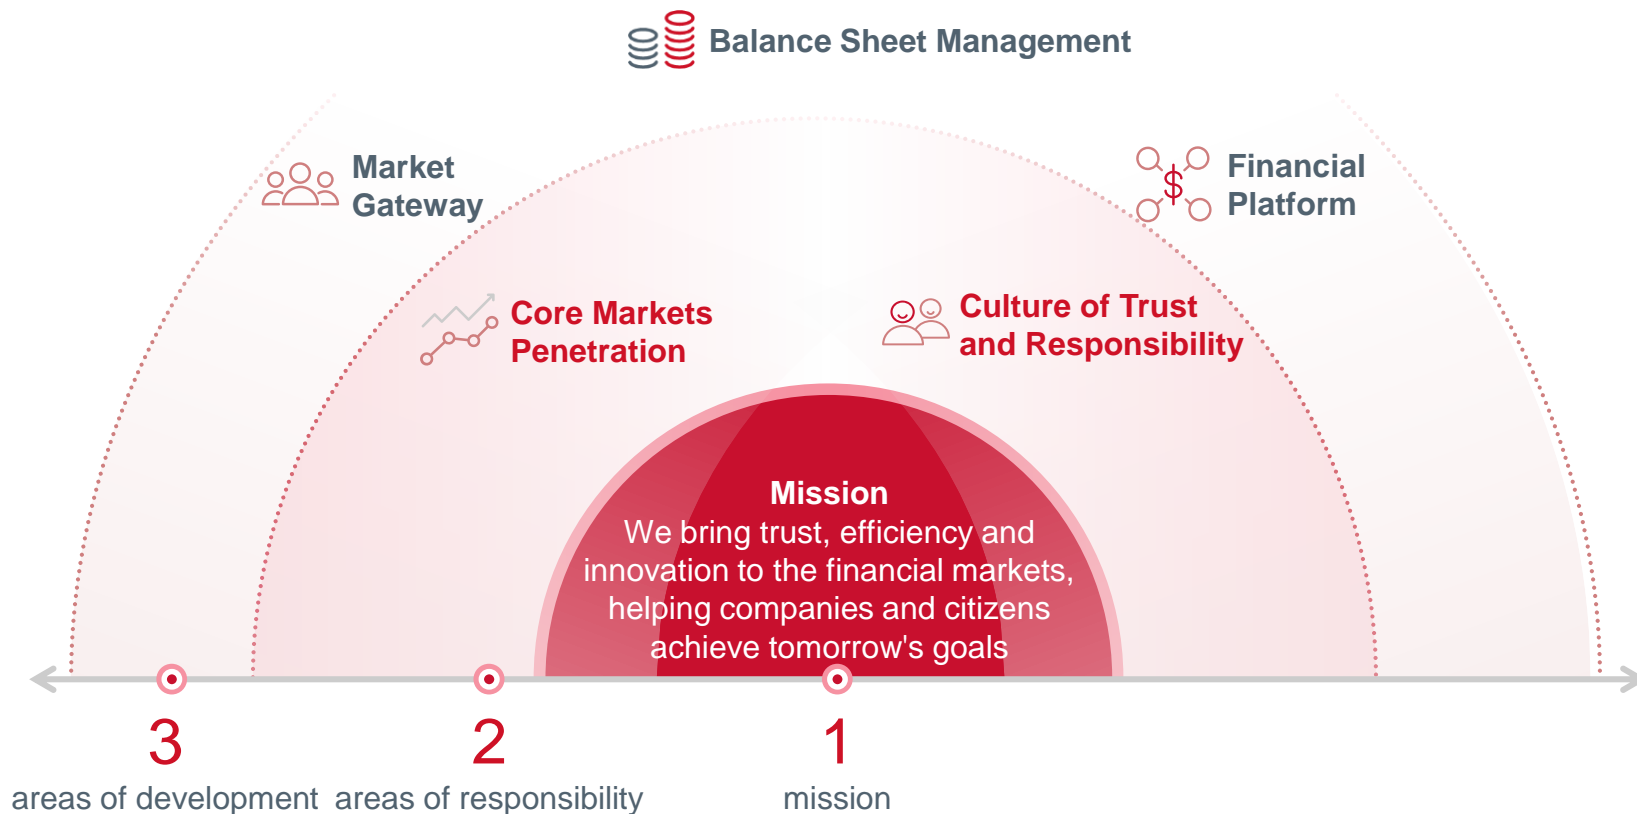 Balance Sheet Management
Market
Gateway
Financial
Platform
Core Markets
Penetration
Culture of Trust
and Responsibility
Mission
We bring trust, efficiency and
innovation to the financial markets,
helping companies and citizens
achieve tomorrow's goals
3
areas of development
2
areas of responsibility
1
mission